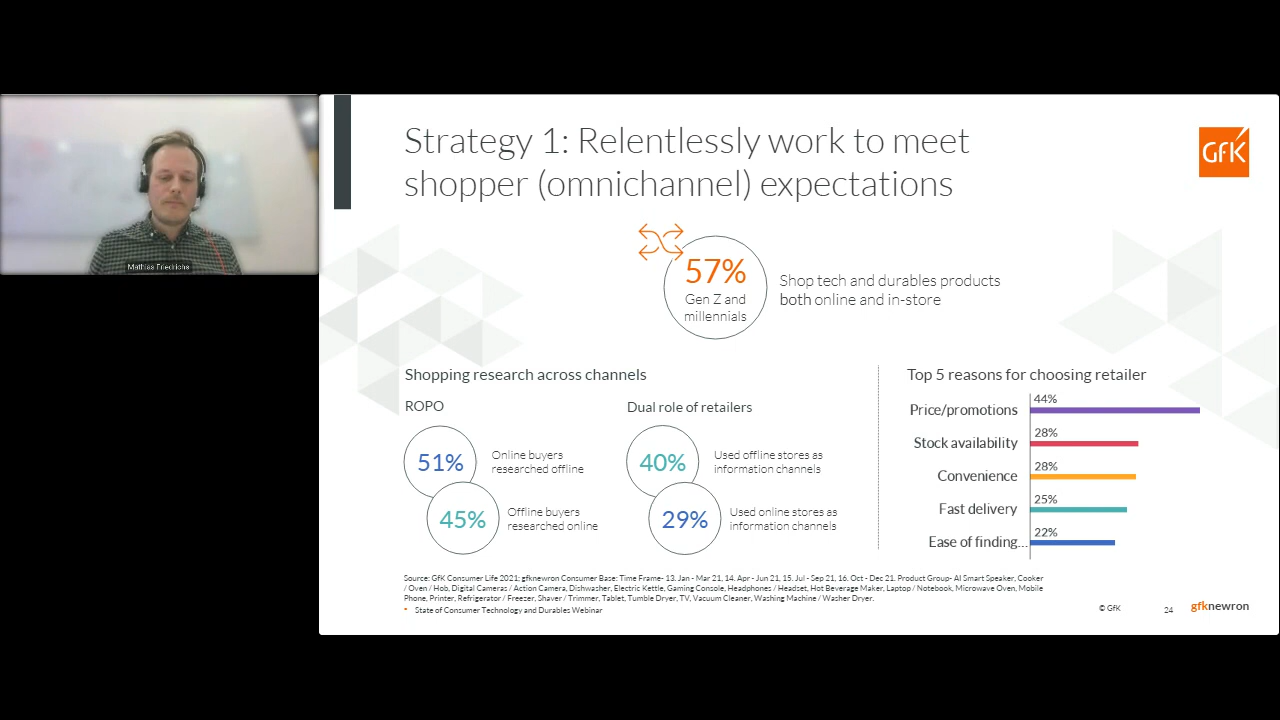 Mathias Friedrichs
Strategy 1: Relentlessly work to meet
shopper (omnichannel) expectations
GfK
57%
Gen Z and
millennials
Shop tech and durables products
both online and in-store
Shopping research across channels
ROPO
51%
Online buyers
researched offline
45%
Offline buyers
researched online
Dual role of retailers
40%
Used offline stores as
information channels
29%
Used online stores as
information channels
Top 5 reasons for choosing retailer
Price/promotions
44%
Stock availability
28%
Convenience
28%
Fast delivery
25%
Ease of finding...
22%
Source: GfK Consumer Life 2021; gfknewron Consumer Base: Time Frame- 13. Jan - Mar 21, 14. Apr - Jun 21, 15. Jul - Sep 21, 16. Oct - Dec 21. Product Group- AI Smart Speaker, Cooker
/ Oven / Hob, Digital Cameras / Action Camera, Dishwasher, Electric Kettle, Gaming Console, Headphones / Headset, Hot Beverage Maker, Laptop / Notebook, Microwave Oven, Mobile
Phone, Printer, Refrigerator / Freezer, Shaver / Trimmer, Tablet, Tumble Dryer, TV, Vacuum Cleaner, Washing Machine / Washer Dryer.
• State of Consumer Technology and Durables Webinar
© GfK
24
gfknewron